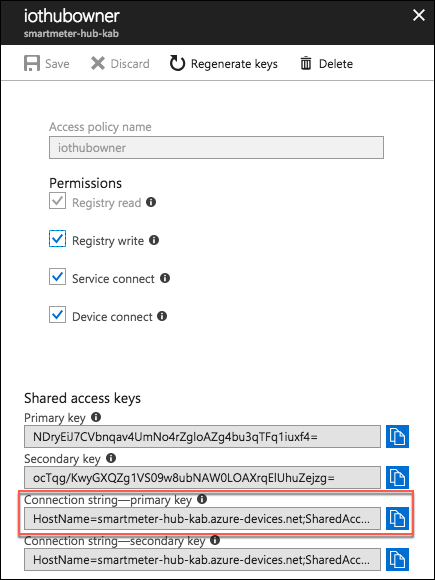 iothubowner
smartmeter-hub-kab
Save Discard Regenerate keys Delete
Access policy name
iothubowner
Permissions
Registry read
Registry write
Service connect
Device connect
Shared access keys
Primary key
NDryEiJ7CVbnqav4UmNo4rZgloAZg4bu3qTFq1iuxf4=
Secondary key
ocTqg/KwyGXQZg1VS09w8ubNAW0LOAXrqElUhuZejzg=
Connection string—primary key
HostName=smartmeter-hub-kab.azure-devices.net;SharedAcc...
Connection string—secondary key
HostName=smartmeter-hub-kab.azure-devices.net;SharedAcc...